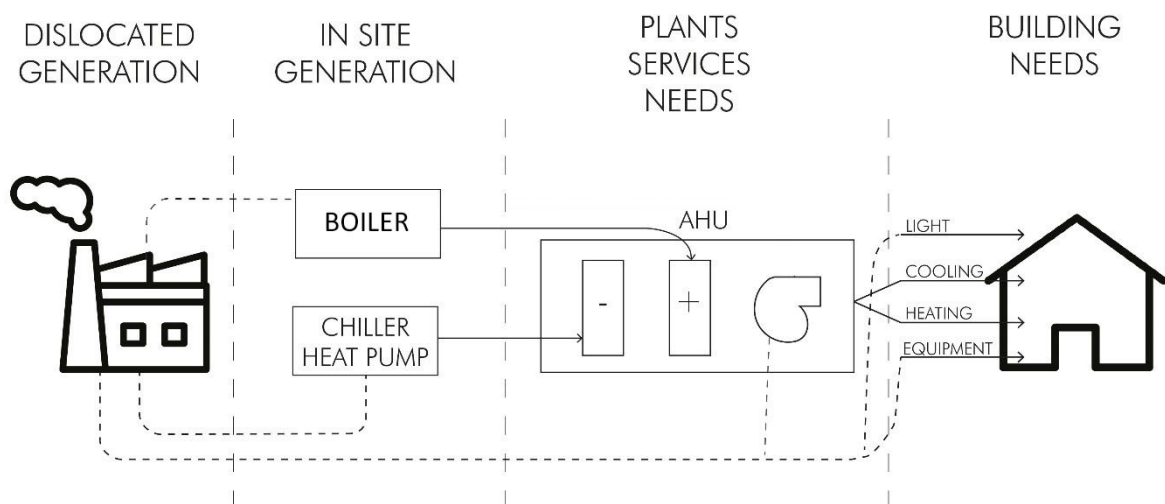 DISLOCATED
GENERATION
IN SITE
GENERATION
PLANTS
SERVICES
NEEDS
BUILDING
NEEDS
BOILER
AHU
LIGHT
-
+
COOLING
CHILLER
HEAT PUMP
HEATING
EQUIPMENT